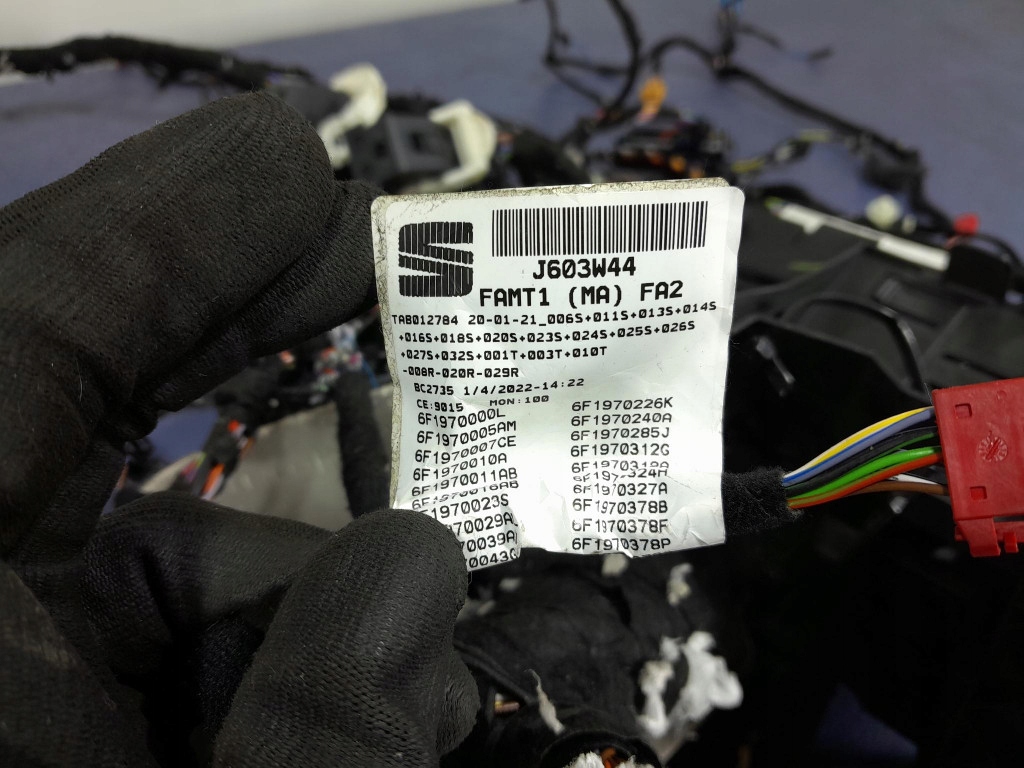 J603W44
FAMT1 (MA) FA2
TAB012784 20-01-21_006S+011S+013S+014S
+016S+018S+020S+023S+024S+025S+026S
+027S+032S+001T+003T+010T
-008R-020R-029R
BC2735 1/4/2022-14:22
CE:9015 MON:100
6F1970000L
6F1970005AM
6F1970007CE
6F1970010A
6F1970011AB
6F1970016AB
6F1970023S
6F1970226K
6F1970240A
6F1970285J
6F1970312G
6F1970327A
6F1970378B
6F1970378F
6F1970378P